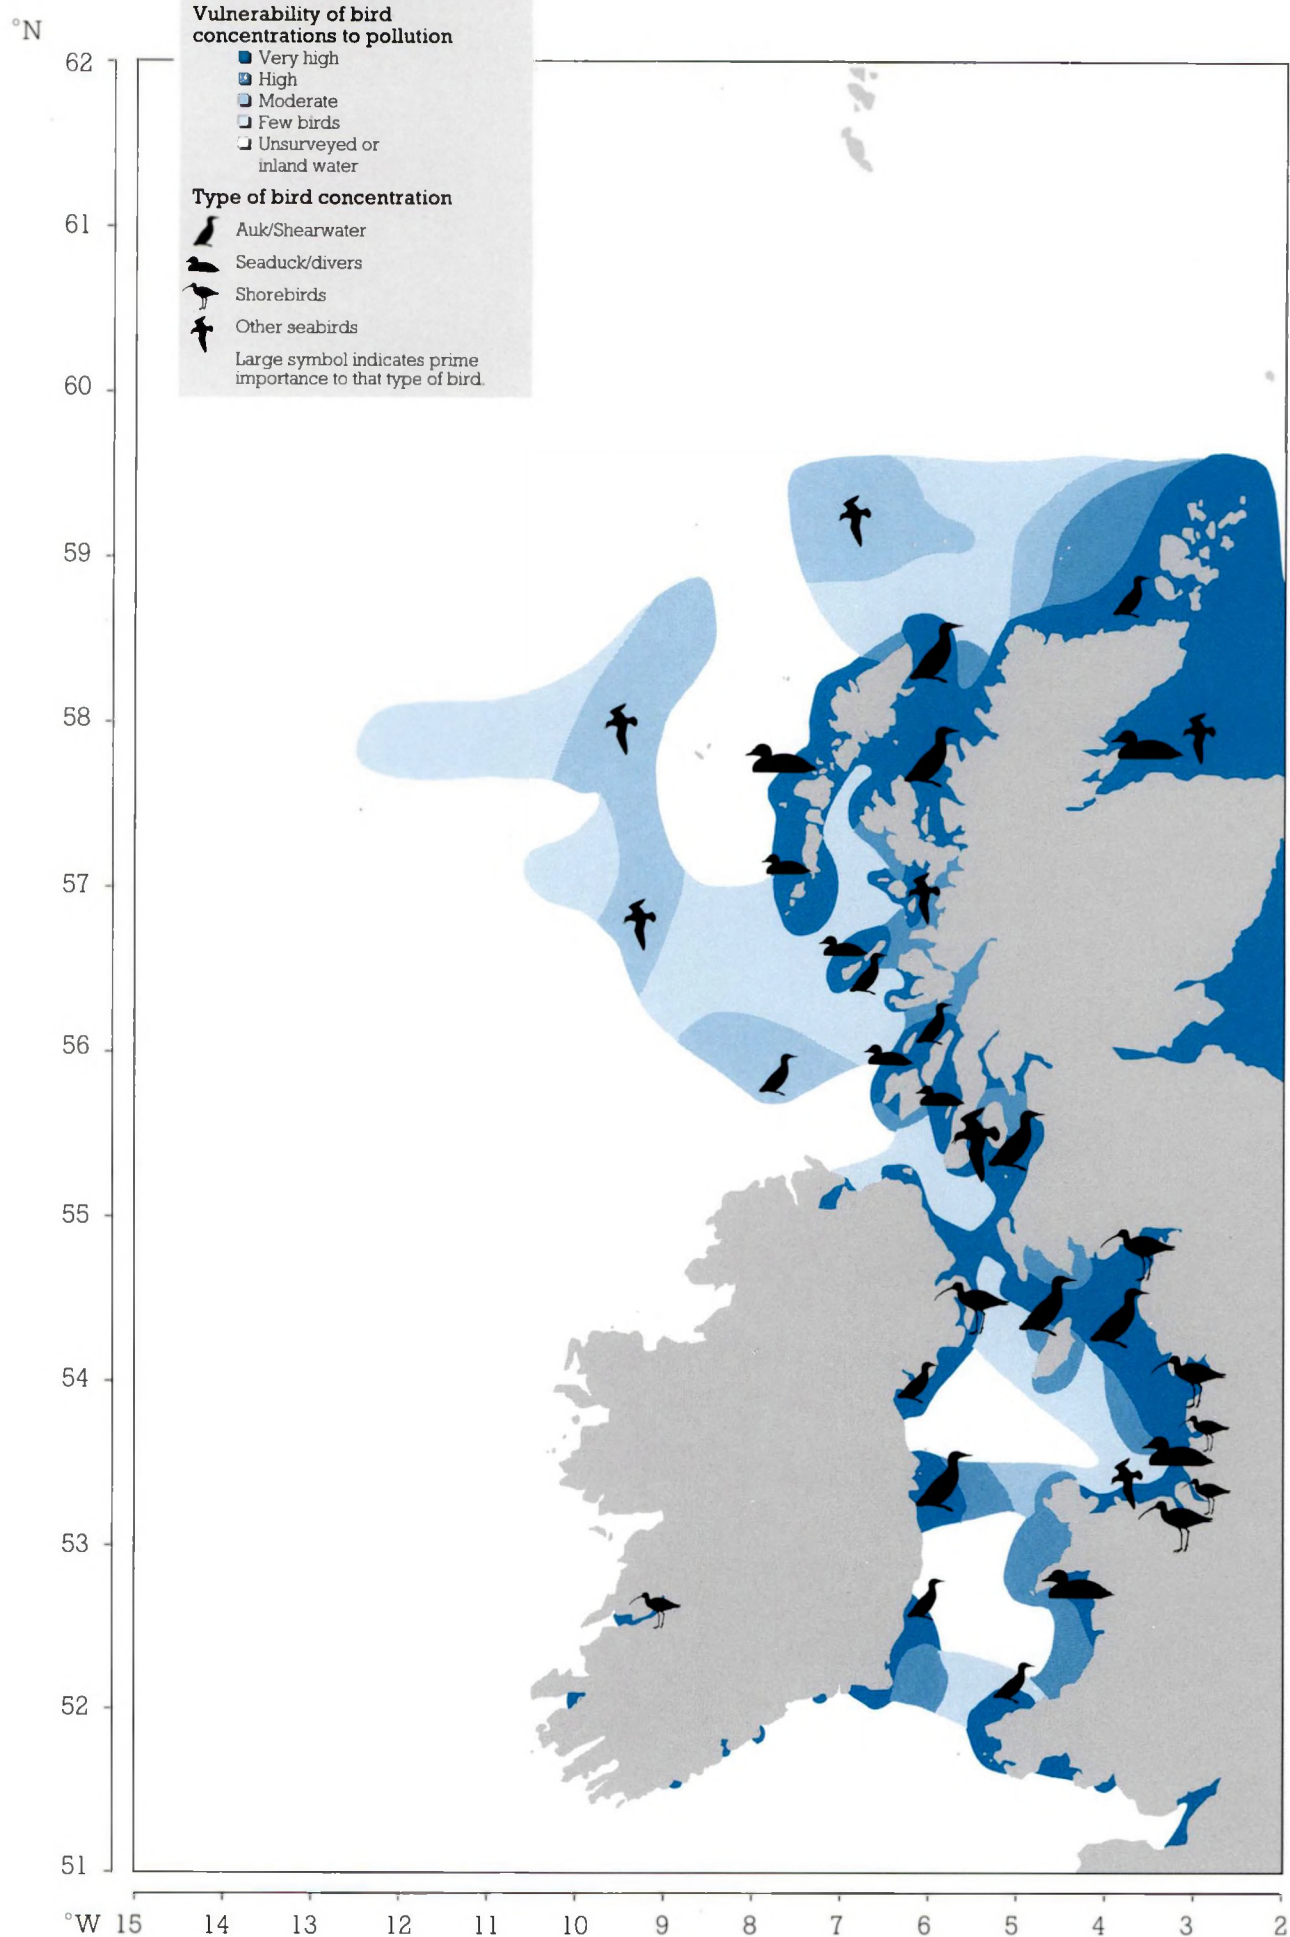 °N
Vulnerability of bird
concentrations to pollution
Very high
High
Moderate
Few birds
Unsurveyed or
inland water
Type of bird concentration
Auk/Shearwater
Seaduck/divers
Shorebirds
Other seabirds
Large symbol indicates prime
importance to that type of bird.
62
61
60
59
58
57
56
55
54
53
52
51
°W 15 14 13 12 11 10 9 8 7 6 5 4 3 2